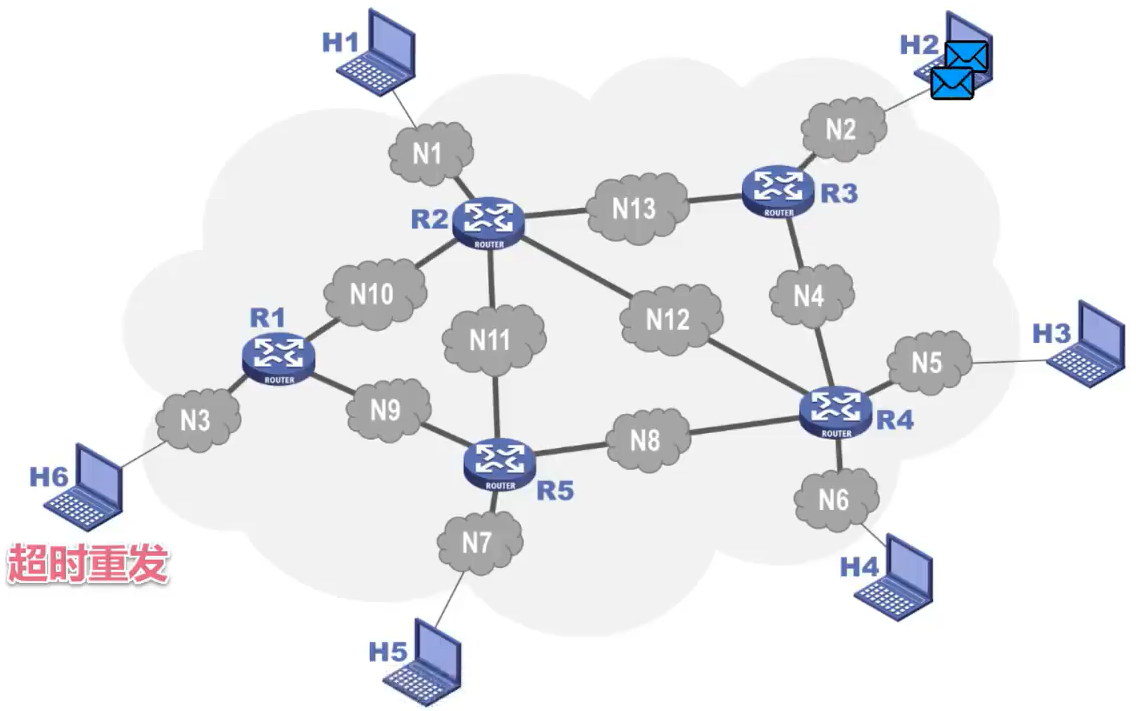 H1
H2
N2
N1
R3
ROUTER
N13
R2
ROUTER
N10
N4
N12
R1
N11
H3
ROUTER
N5
N9
N3
R4
ROUTER
N8
H6
R5
ROUTER
N6
N7
超时重发
H4
H5